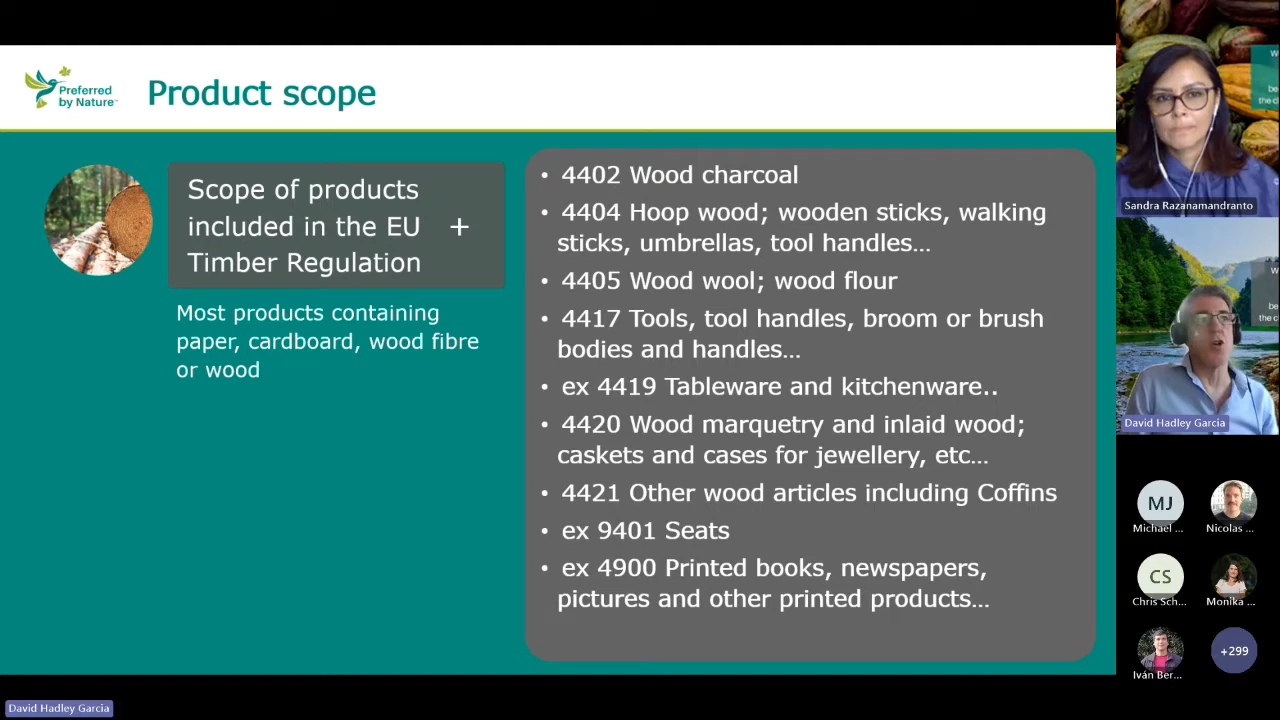 Preferred
by Nature™
Product scope
Scope of products
included in the EU +
Timber Regulation
Most products containing
paper, cardboard, wood fibre
or wood
• 4402 Wood charcoal
• 4404 Hoop wood; wooden sticks, walking
sticks, umbrellas, tool handles…
• 4405 Wood wool; wood flour
• 4417 Tools, tool handles, broom or brush
bodies and handles…
• ex 4419 Tableware and kitchenware..
• 4420 Wood marquetry and inlaid wood;
caskets and cases for jewellery, etc…
• 4421 Other wood articles including Coffins
• ex 9401 Seats
• ex 4900 Printed books, newspapers,
pictures and other printed products…
Sandra Razanamandranto
David Hadley Garcia
MJ
Michael ...
Nicolas ...
CS
Chris Sch...
Monika ...
Iván Ber...
+299
David Hadley Garcia